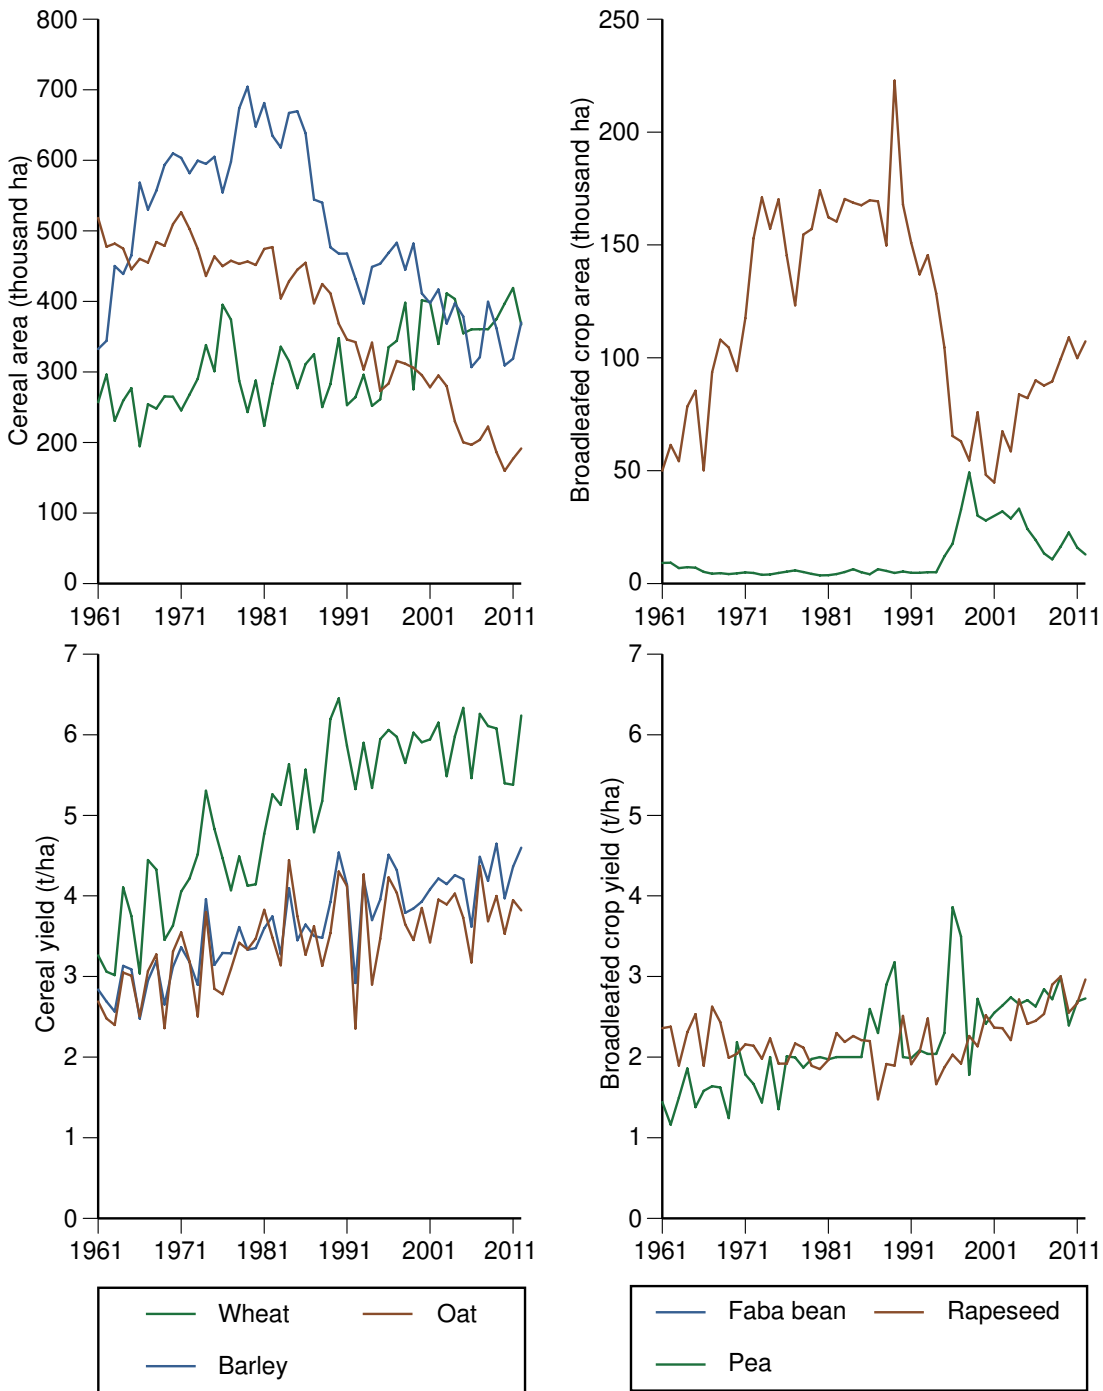 800
700
600
500
400
300
200
100
0
Cereal area (thousand ha)
1961 1971 1981 1991 2001 2011
250
200
150
100
50
0
Broadleafed crop area (thousand ha)
1961 1971 1981 1991 2001 2011
7
6
5
4
3
2
1
0
Cereal yield (t/ha)
1961 1971 1981 1991 2001 2011
7
6
5
4
3
2
1
0
Broadleafed crop yield (t/ha)
1961 1971 1981 1991 2001 2011
Wheat Oat
Barley
Faba bean Rapeseed
Pea